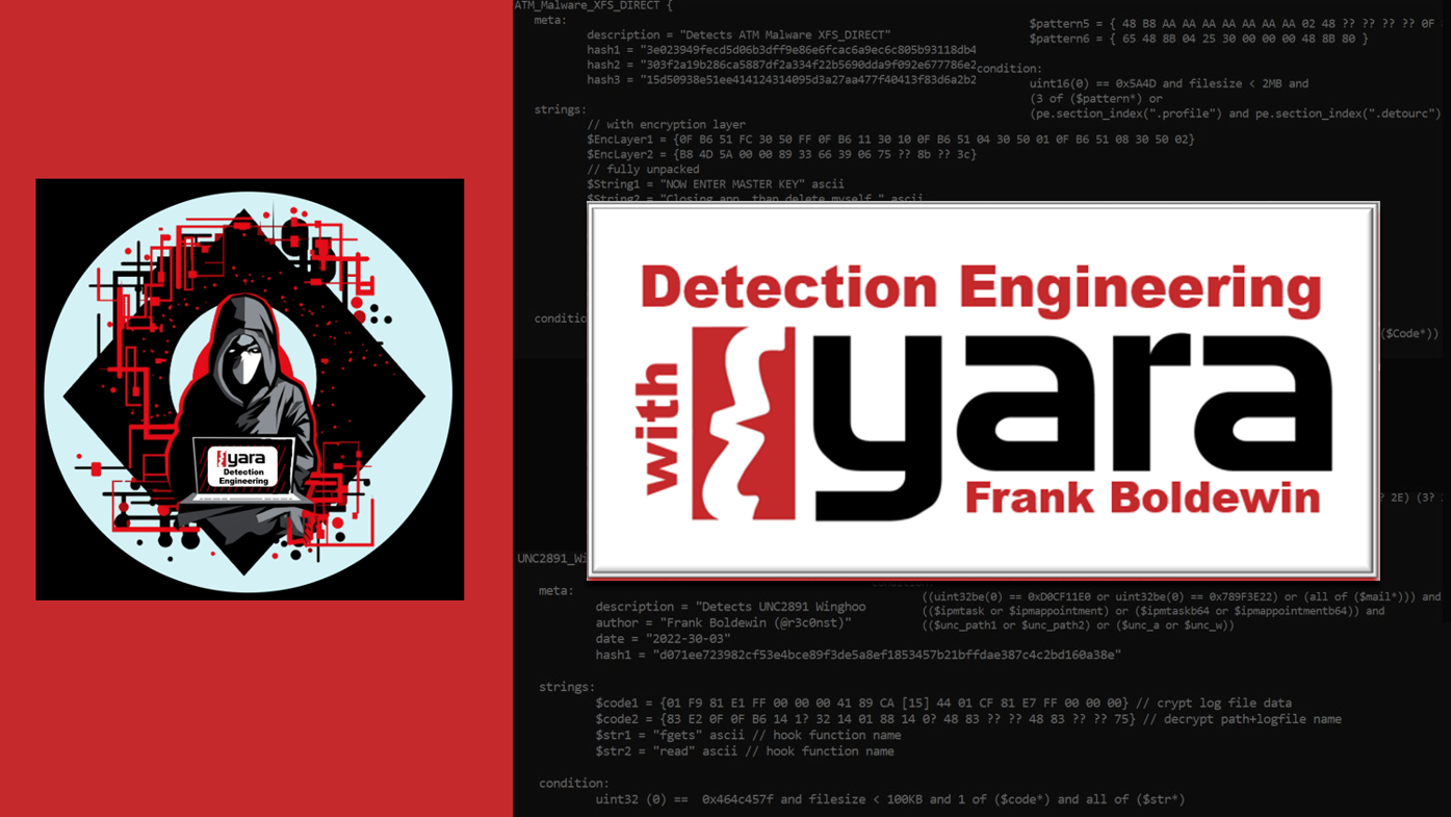 ATM_Malware_XFS_DIRECT {
meta:
description = "Detects ATM Malware XFS_DIRECT"
hash1 = "3e023949fecd5d06b3dff9e86e6fcac6a9ec6c805b93118db4
hash2 = "303f2a19b286ca5887df2a334f22b5690dda9f092e677786e2
hash3 = "15d50938e51ee414124314095d3a27aa477f40413f83d6a2b2
strings:
// with encryption layer
$EncLayer1 = {0F B6 51 FC 30 50 FF 0F B6 11 30 10 0F B6 51 04 30 50 01 0F B6 51 08 30 50 02}
$EncLayer2 = {B8 4D 5A 00 00 89 33 66 39 06 75 ?? 8b ?? 3c}
// fully unpacked
$String1 = "NOW ENTER MASTER KEY" ascii
$String2 = "Closing app, than delete myself." ascii
conditio
$pattern5 = { 48 B8 AA AA AA AA AA AA AA 02 48 ?? ?? ?? ?? 0F
$pattern6 = { 65 48 8B 04 25 30 00 00 00 48 8B 80 }
condition:
uint16(0) == 0x5A4D and filesize < 2MB and
(3 of ($pattern*) or
(pe.section_index(".profile") and pe.section_index(".detourc")
($Code*))
Detection Engineering
with
yara
Frank Boldewin
yara
Detection
Engineering
? 2E) (3?
UNC2891_Wi
meta:
description = "Detects UNC2891 Winghoo
author = "Frank Boldewin (@r3c0nst)"
date = "2022-30-03"
hash1 = "d071ee723982cf53e4bce89f3de5a8ef1853457b21bffdae387c4c2bd160a38e"
condition:
((uint32be(0) == 0xD0CF11E0 or uint32be(0) == 0x789F3E22) or (all of ($mail*))) and
(($ipmtask or $ipmappointment) or ($ipmtaskb64 or $ipmappointmentb64)) and
(($unc_path1 or $unc_path2) or ($unc_a or $unc_w))
strings:
$code1 = {01 F9 81 E1 FF 00 00 00 41 89 CA [15] 44 01 CF 81 E7 FF 00 00 00} // crypt log file data
$code2 = {83 E2 0F 0F B6 14 1? 32 14 01 88 14 0? 48 83 ?? ?? 48 83 ?? ?? 75} // decrypt path+logfile name
$str1 = "fgets" ascii // hook function name
$str2 = "read" ascii // hook function name
condition:
uint32 (0) == 0x464c457f and filesize < 100KB and 1 of ($code*) and all of ($str*)